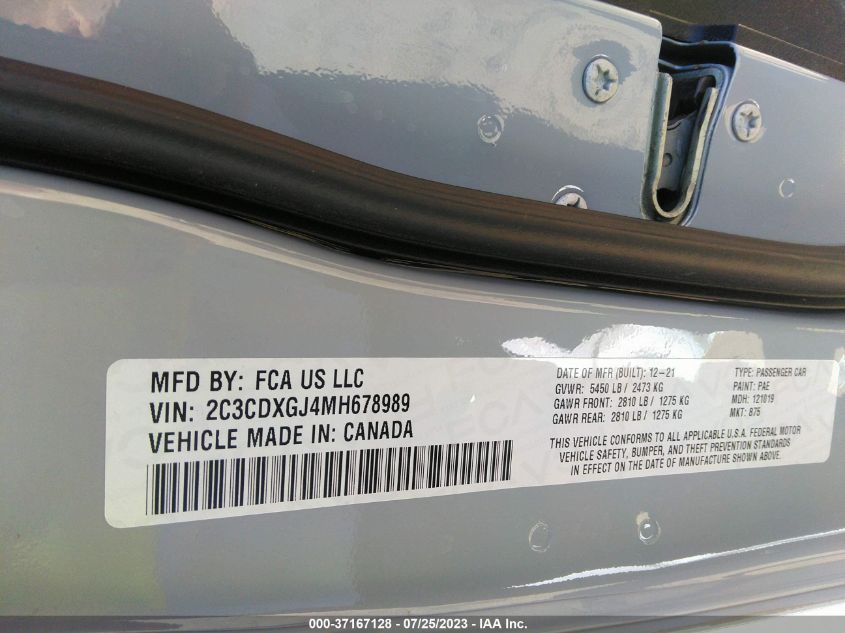 MFD BY: FCA US LLC
VIN: 2C3CDXGJ4MH678989
VEHICLE MADE IN: CANADA
DATE OF MFR (BUILT): 12-21
GVWR: 5450 LB / 2473 KG
GAWR FRONT: 2810 LB / 1275 KG
GAWR REAR: 2810 LB / 1275 KG
TYPE: PASSENGER CAR
PAINT: PAE
MDH: 121019
MKT: 875
THIS VEHICLE CONFORMS TO ALL APPLICABLE U.S.A. FEDERAL MOTOR
VEHICLE SAFETY, BUMPER, AND THEFT PREVENTION STANDARDS
IN EFFECT ON THE DATE OF MANUFACTURE SHOWN ABOVE.
000-37167128 - 07/25/2023 - IAA Inc.